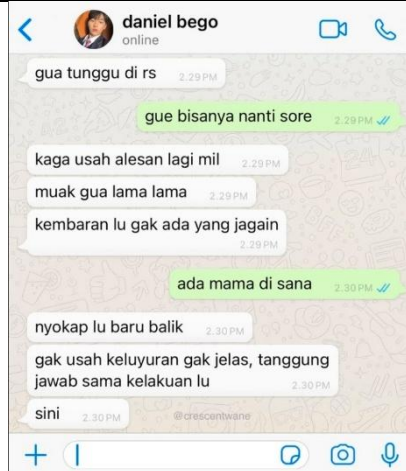 daniel bego
online
gua tunggu di rs 2.29 PM
gue bisanya nanti sore 2.29 PM
kaga usah alesan lagi mil 2.29 PM
muak gua lama lama 2.29 PM
kembaran lu gak ada yang jagain
2.29 PM
ada mama di sana 2.30 PM
nyokap lu baru balik 2.30 PM
gak usah keluyuran gak jelas, tanggung
jawab sama kelakuan lu 2.30 PM
sini 2.30 PM
@crescentwane